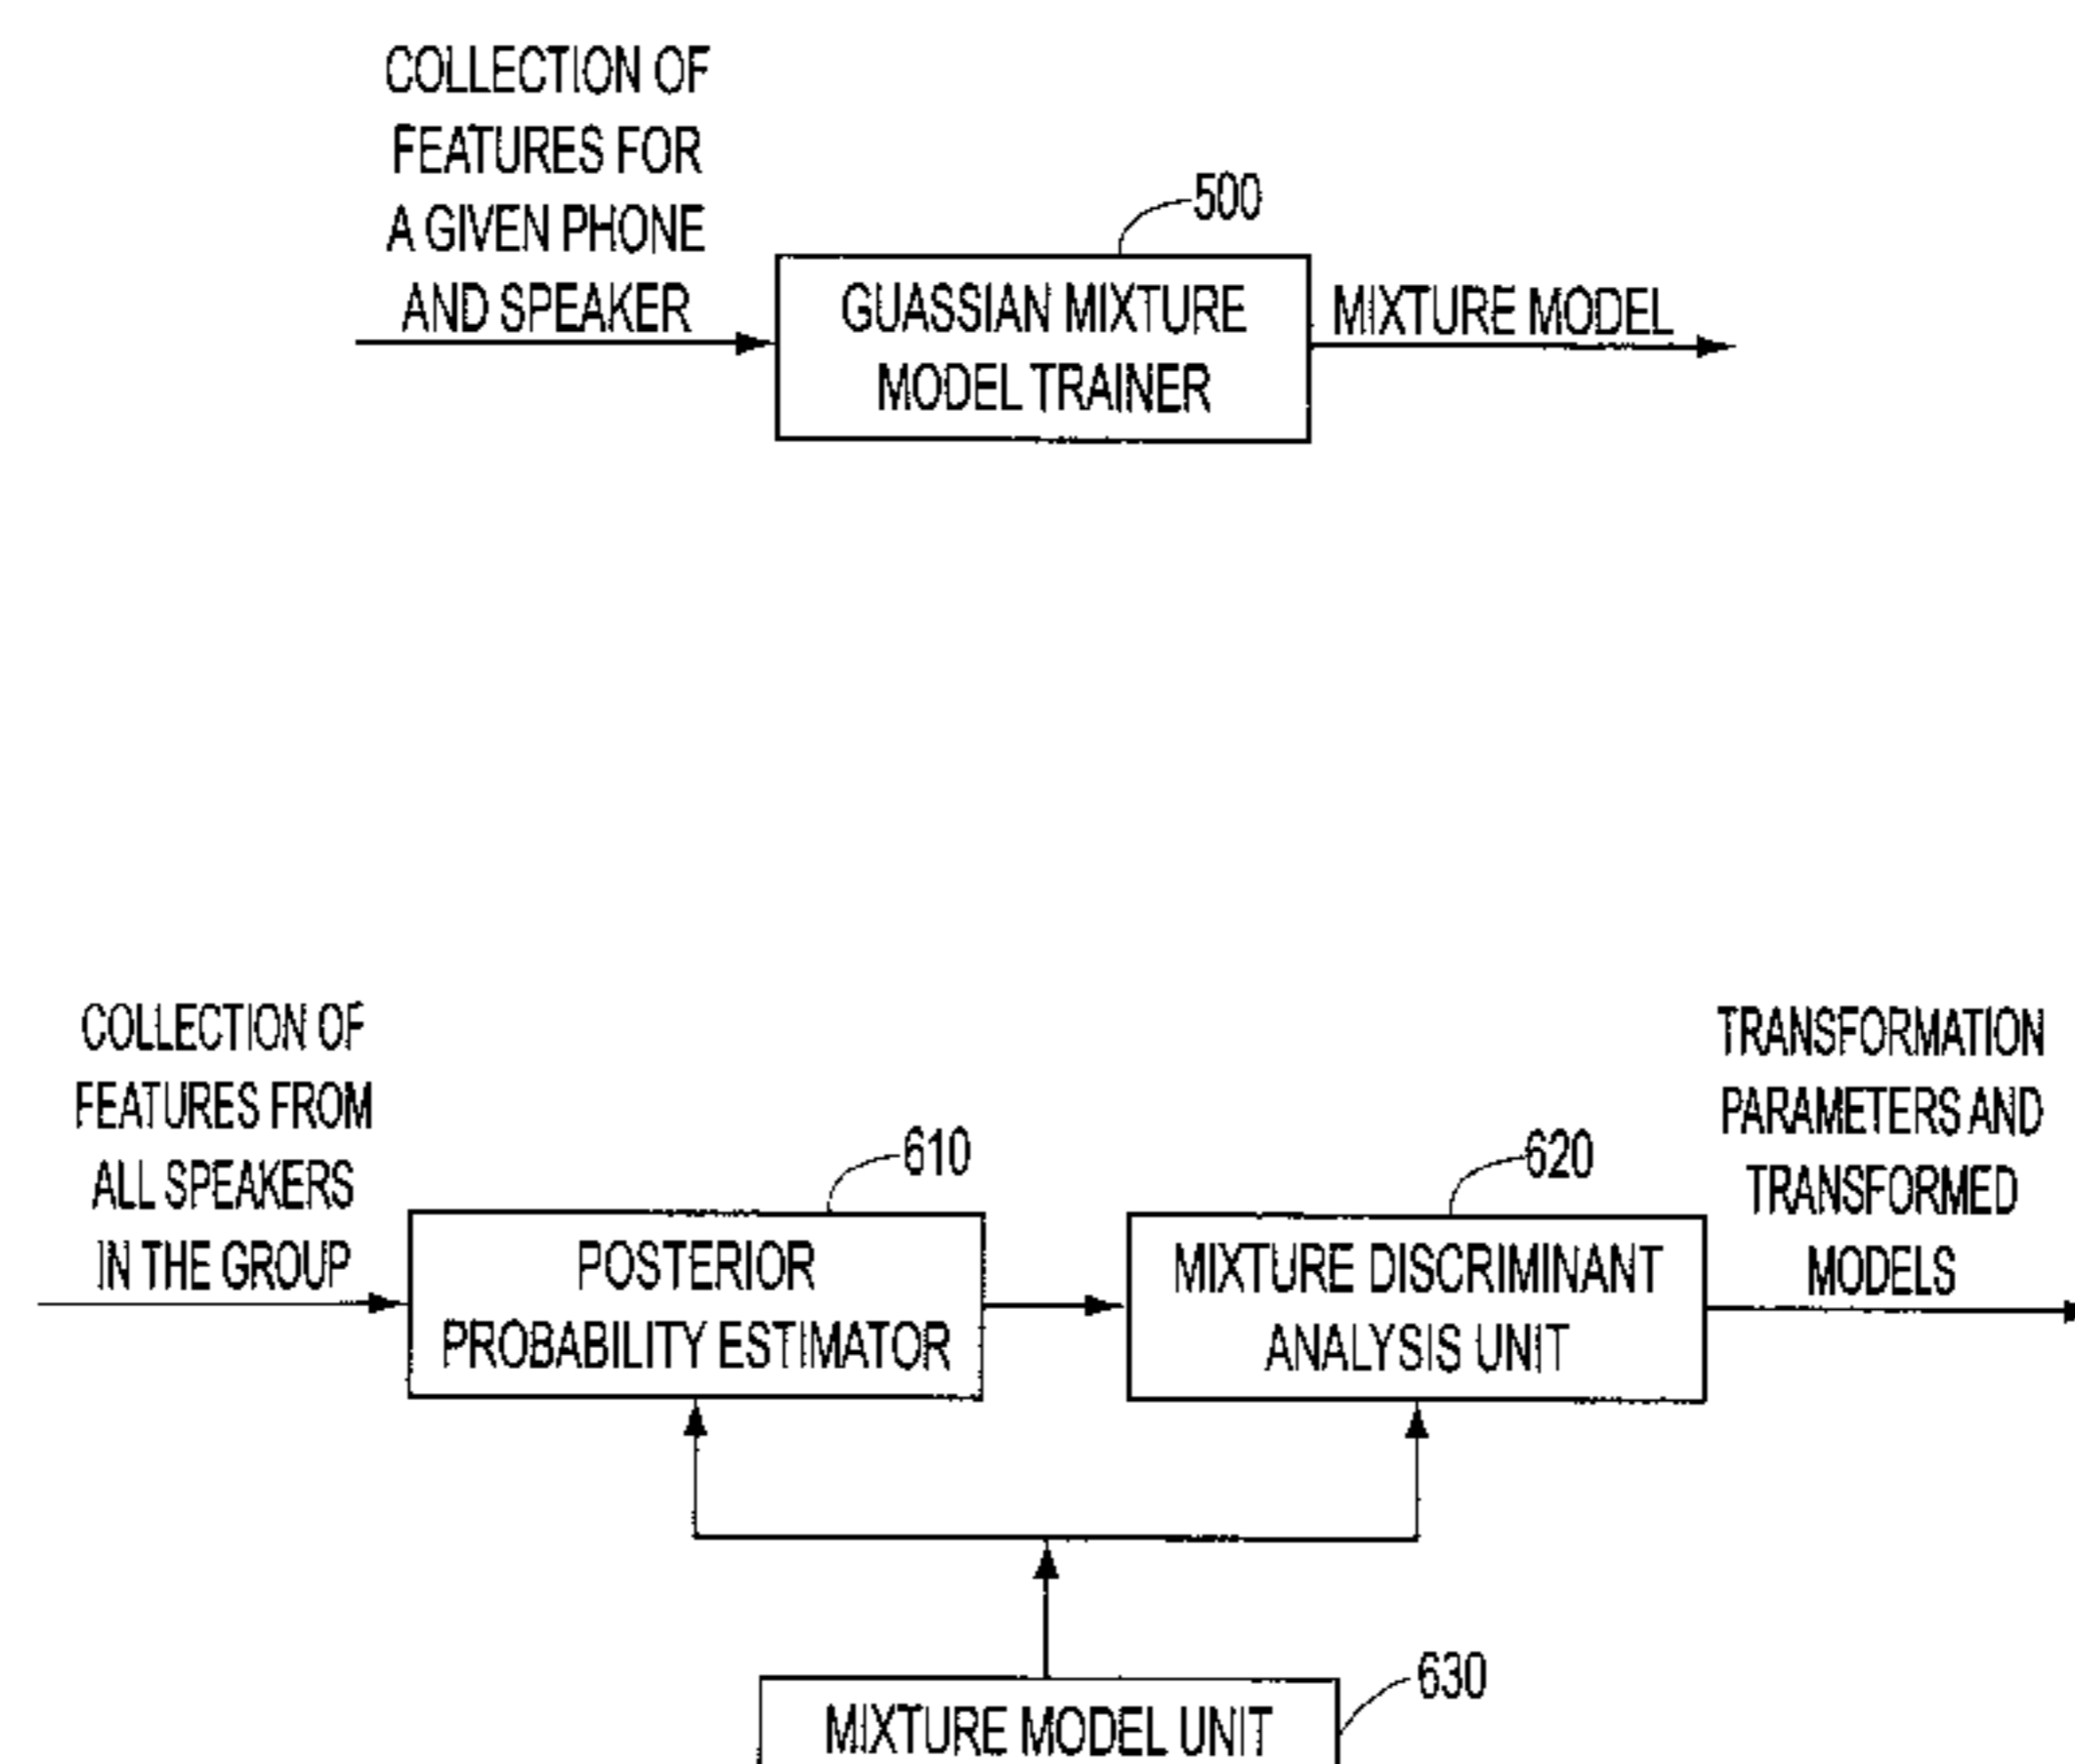 COLLECTION OF
FEATURES FOR
A GIVEN PHONE
AND SPEAKER
500
GUASSIAN MIXTURE
MODEL TRAINER
MIXTURE MODEL
COLLECTION OF
FEATURES FROM
ALL SPEAKERS
IN THE GROUP
610
POSTERIOR
PROBABILITY ESTIMATOR
620
MIXTURE DISCRIMINANT
ANALYSIS UNIT
TRANSFORMATION
PARAMETERS AND
TRANSFORMED
MODELS
630
MIXTURE MODEL UNIT